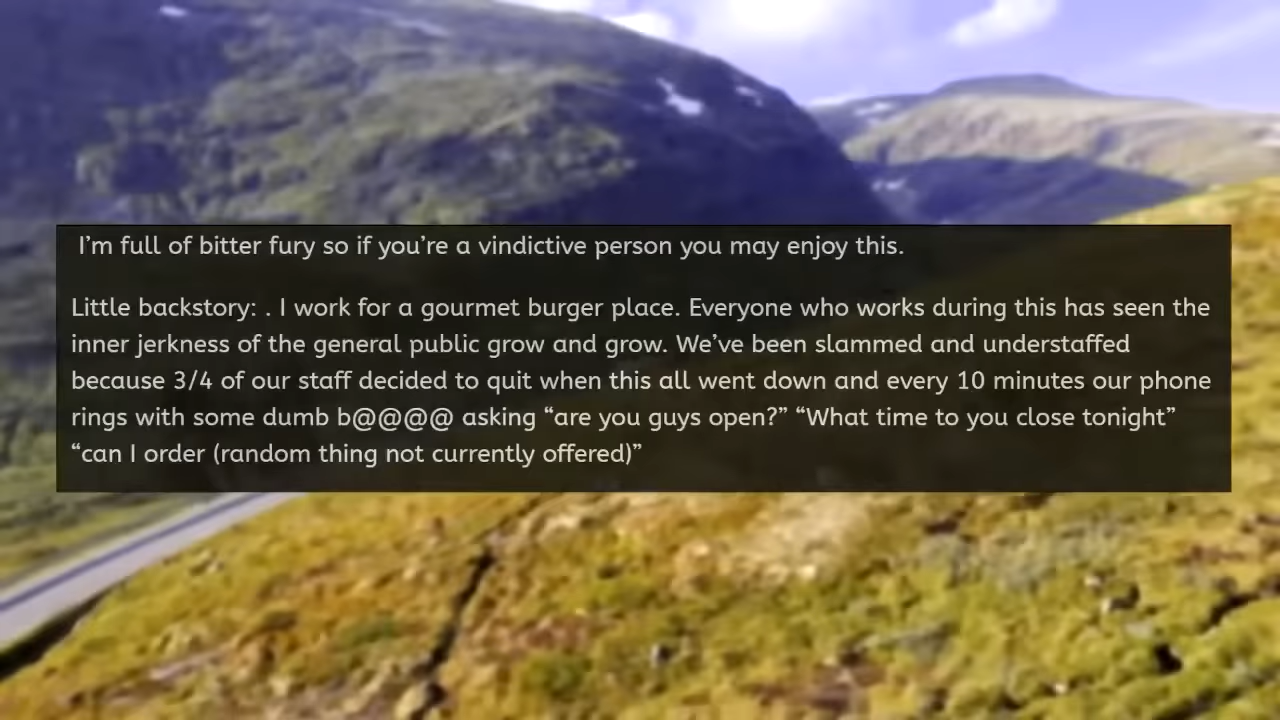 I’m full of bitter fury so if you’re a vindictive person you may enjoy this.
Little backstory: . I work for a gourmet burger place. Everyone who works during this has seen the
inner jerkness of the general public grow and grow. We’ve been slammed and understaffed
because 3/4 of our staff decided to quit when this all went down and every 10 minutes our phone
rings with some dumb b@@@@ asking “are you guys open?” “What time to you close tonight”
“can I order (random thing not currently offered)”